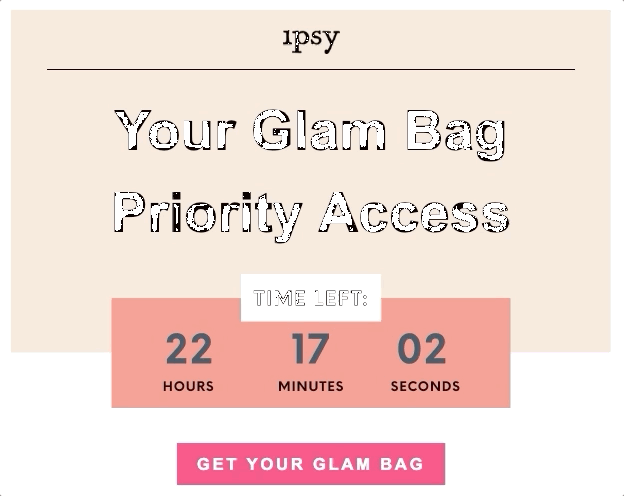 ipsy
Your Glam Bag
Priority Access
TIME LEFT:
22 17 02
HOURS MINUTES SECONDS
GET YOUR GLAM BAG